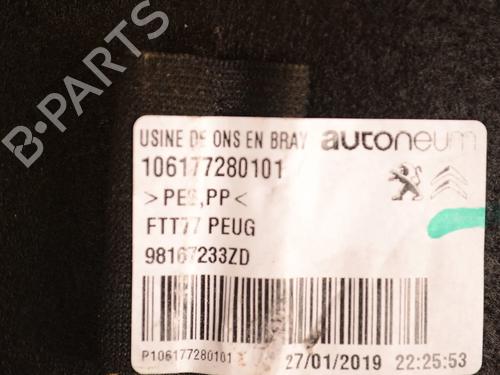 B-PARTS
USINE DE ONS EN BRAY autoneum
106177280101
>PES,PP<
FTT77 PEUG
98167233ZD
P106177280101 27/01/2019 22:25:53